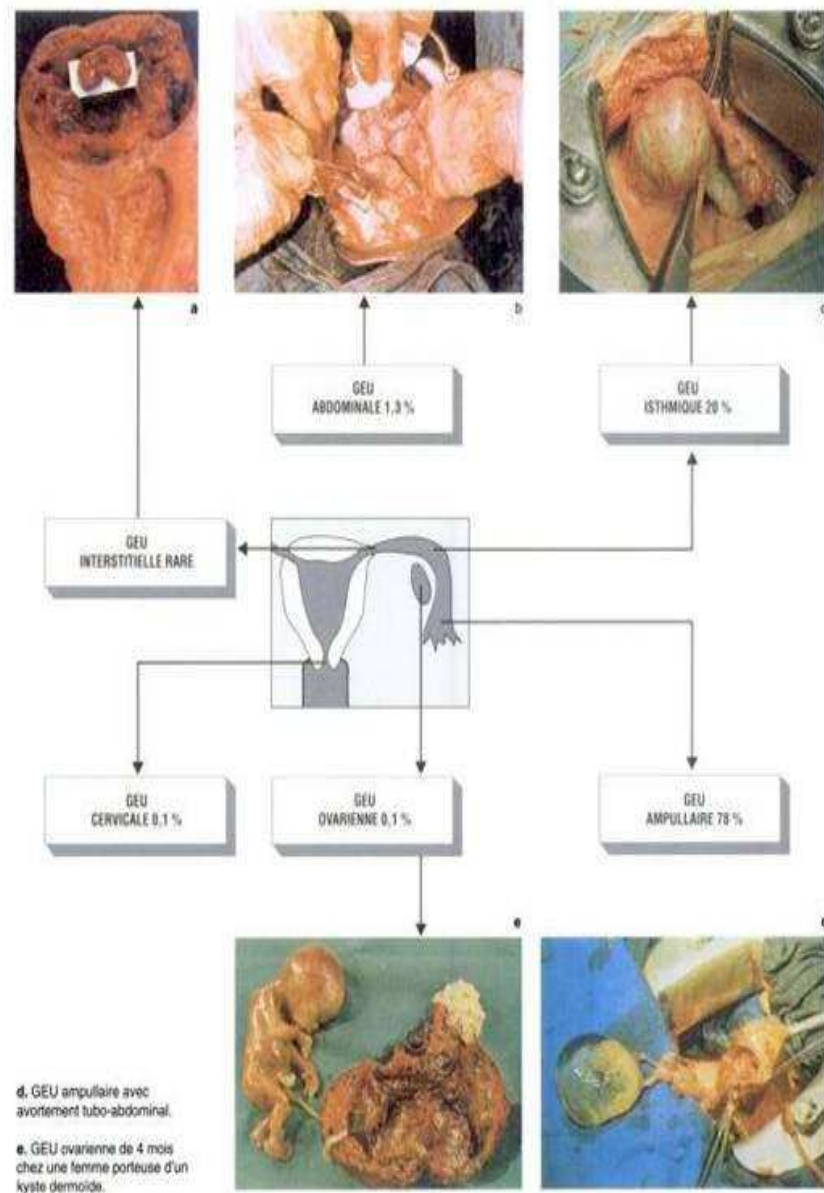 a
b
c
GEU
ABDOMINALE 1,3 %
GEU
ISTHMIQUE 20 %
GEU
INTERSTITIELLE RARE
GEU
CERVICALE 0,1 %
GEU
OVARIENNE 0,1 %
GEU
AMPULLAIRE 78 %
e
d. GEU ampullaire avec
avortement tubo-abdominal.
e. GEU ovarienne de 4 mois
chez une femme porteuse d'un
kyste dermoïde.